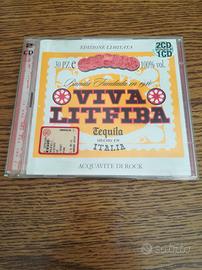 EDIZIONE LIMITATA
2CD
1CD
30 PZ. e
100% vol.
VIVA
LITFIBA
Tequila
ITALIA
ACQUAVITE DI ROCK
subito